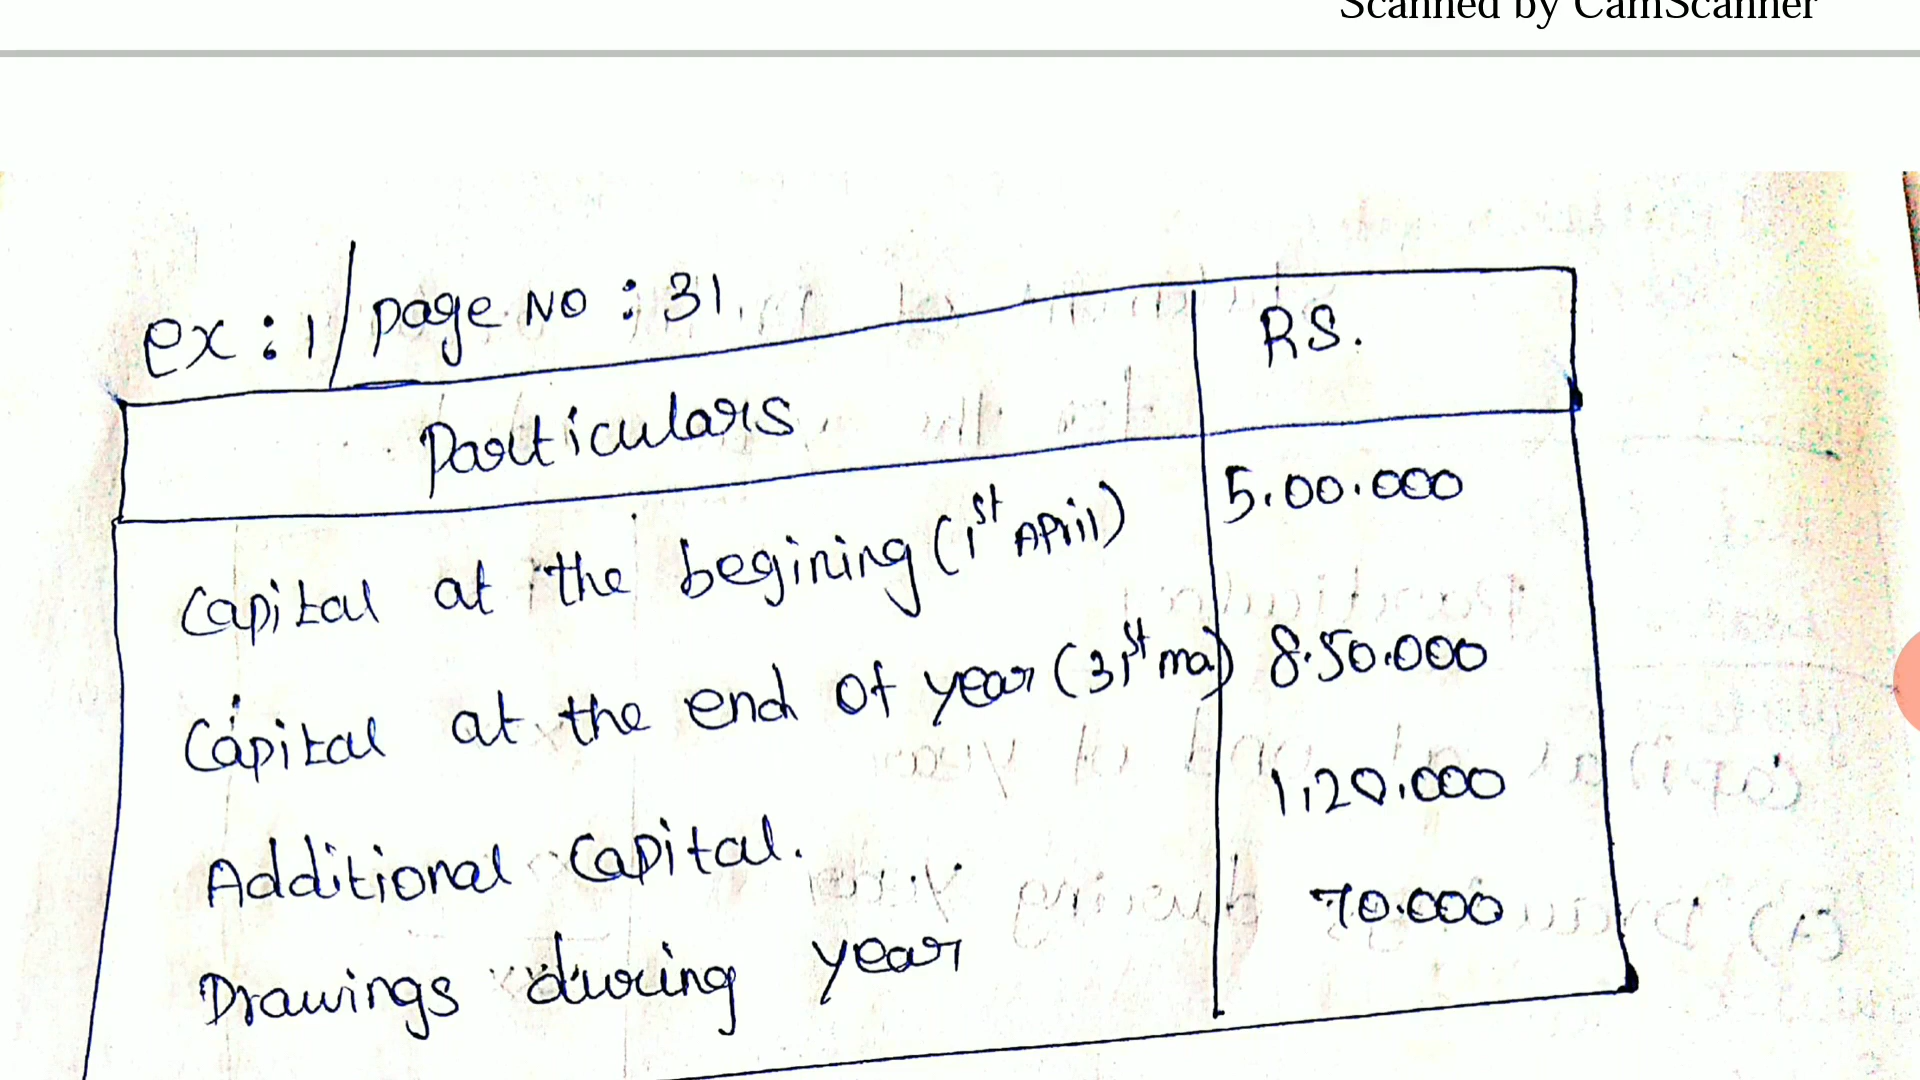 Scanned by CamScanner
ex : 1 / page No : 31.
Particulars RS.
Capital at the begining (1st April) 5.00.000
Capital at the end of year (31st ma) 8.50.000
Additional Capital. 1.20.000
Drawings during year 70.000